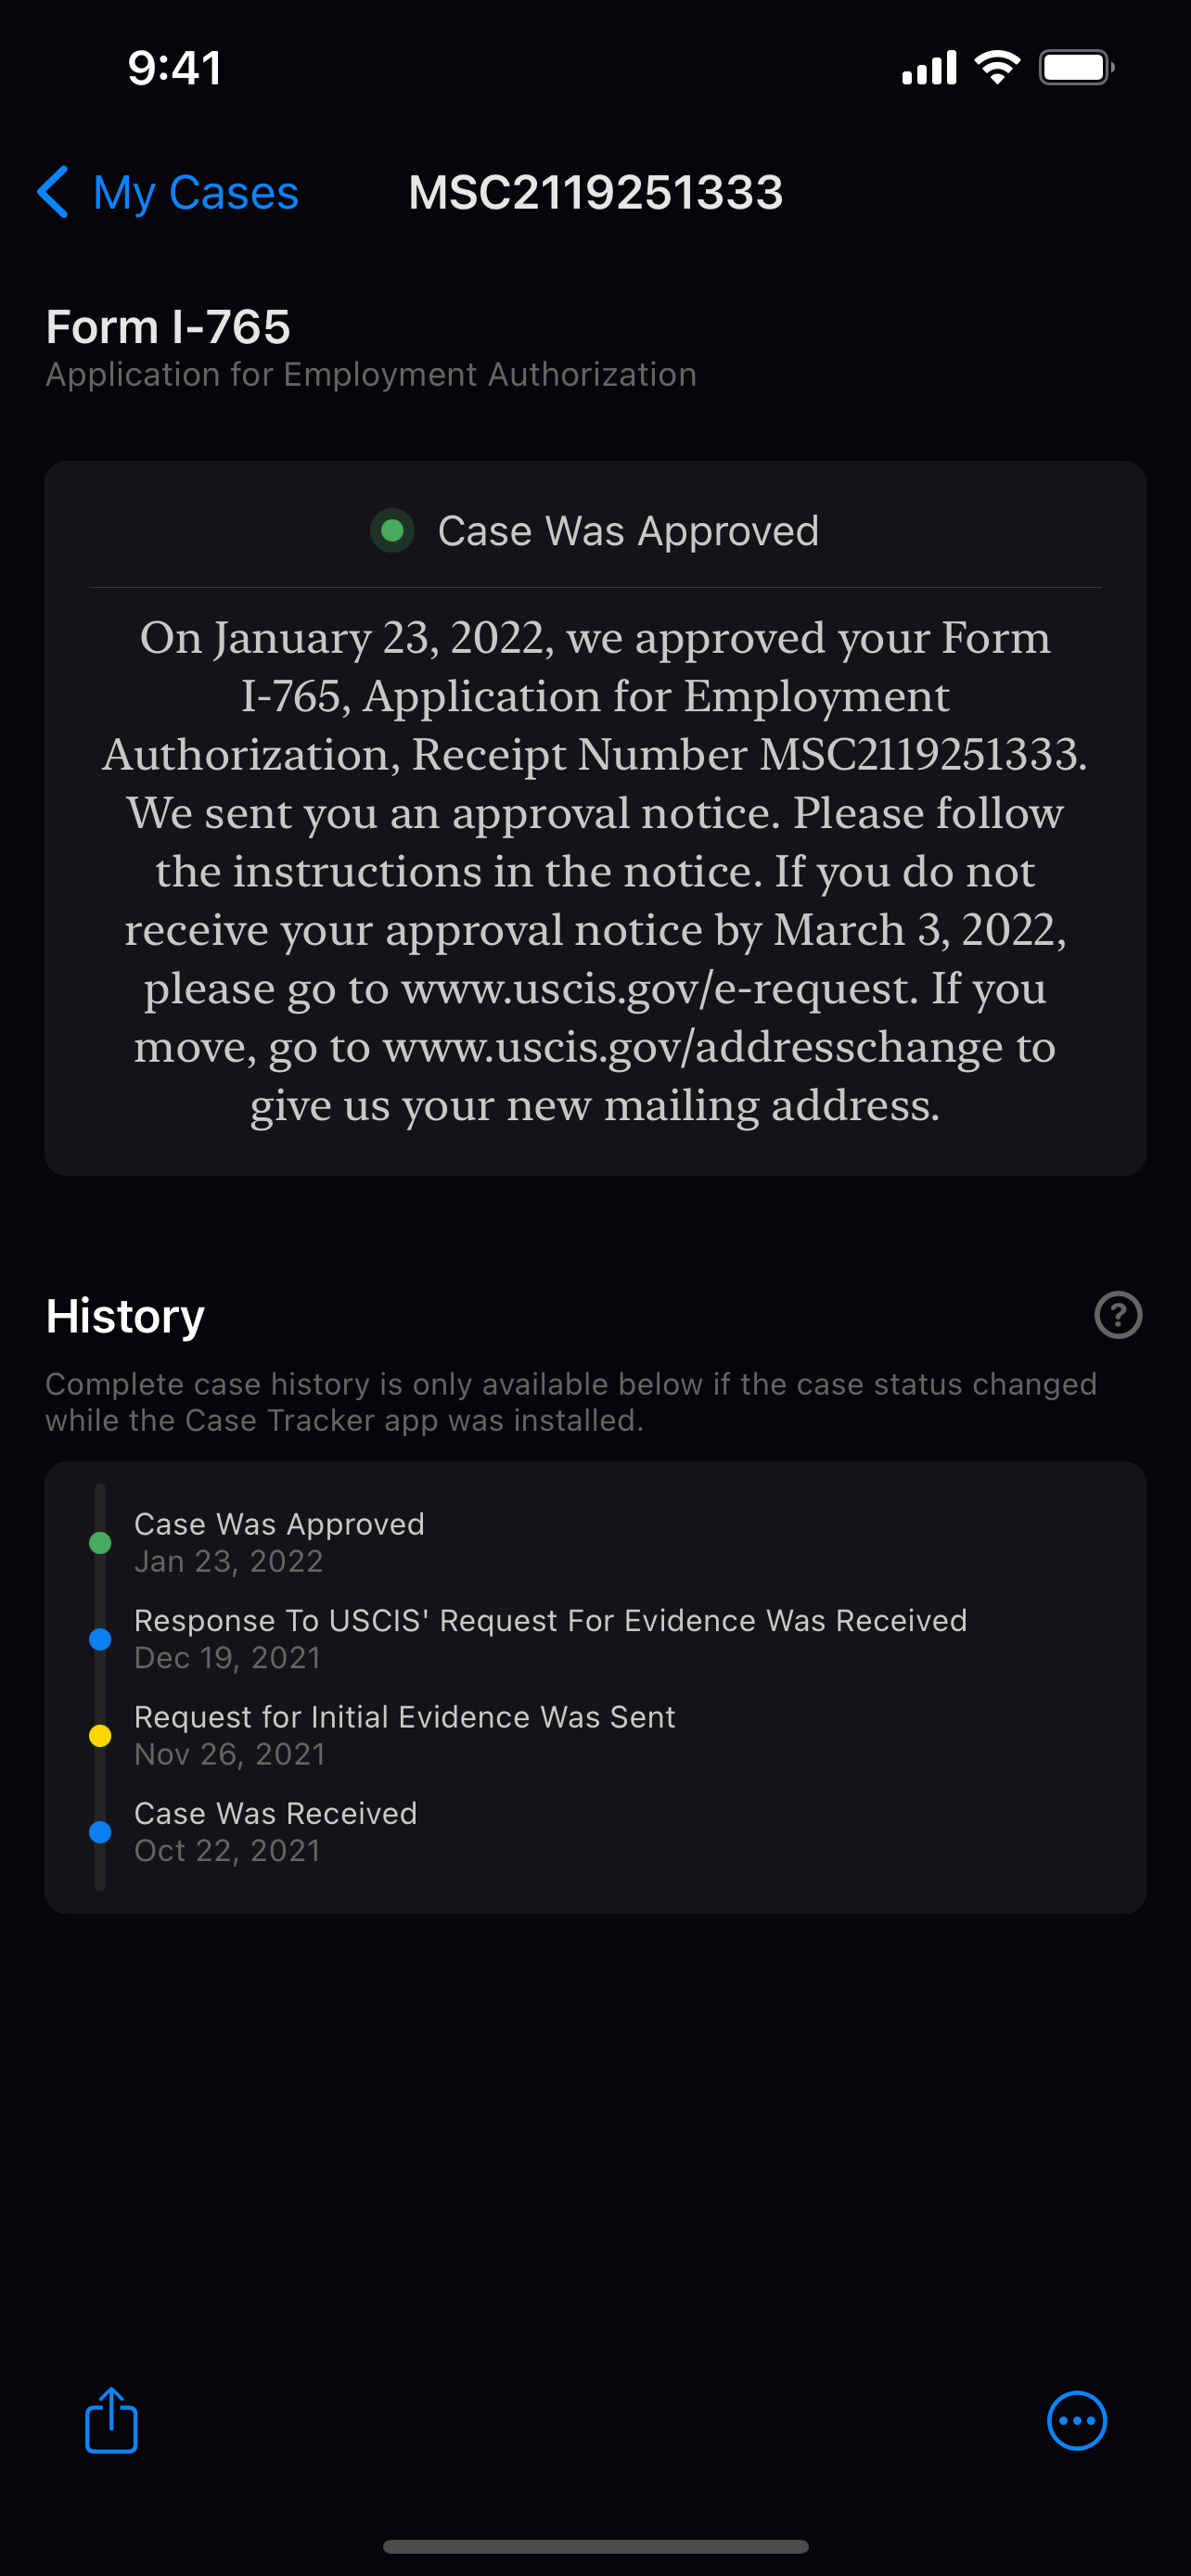 9:41
My Cases
MSC2119251333
Form I-765
Application for Employment Authorization
Case Was Approved
On January 23, 2022, we approved your Form
I-765, Application for Employment
Authorization, Receipt Number MSC2119251333.
We sent you an approval notice. Please follow
the instructions in the notice. If you do not
receive your approval notice by March 3, 2022,
please go to www.uscis.gov/e-request. If you
move, go to www.uscis.gov/addresschange to
give us your new mailing address.
History
?
Complete case history is only available below if the case status changed
while the Case Tracker app was installed.
Case Was Approved
Jan 23, 2022
Response To USCIS' Request For Evidence Was Received
Dec 19, 2021
Request for Initial Evidence Was Sent
Nov 26, 2021
Case Was Received
Oct 22, 2021